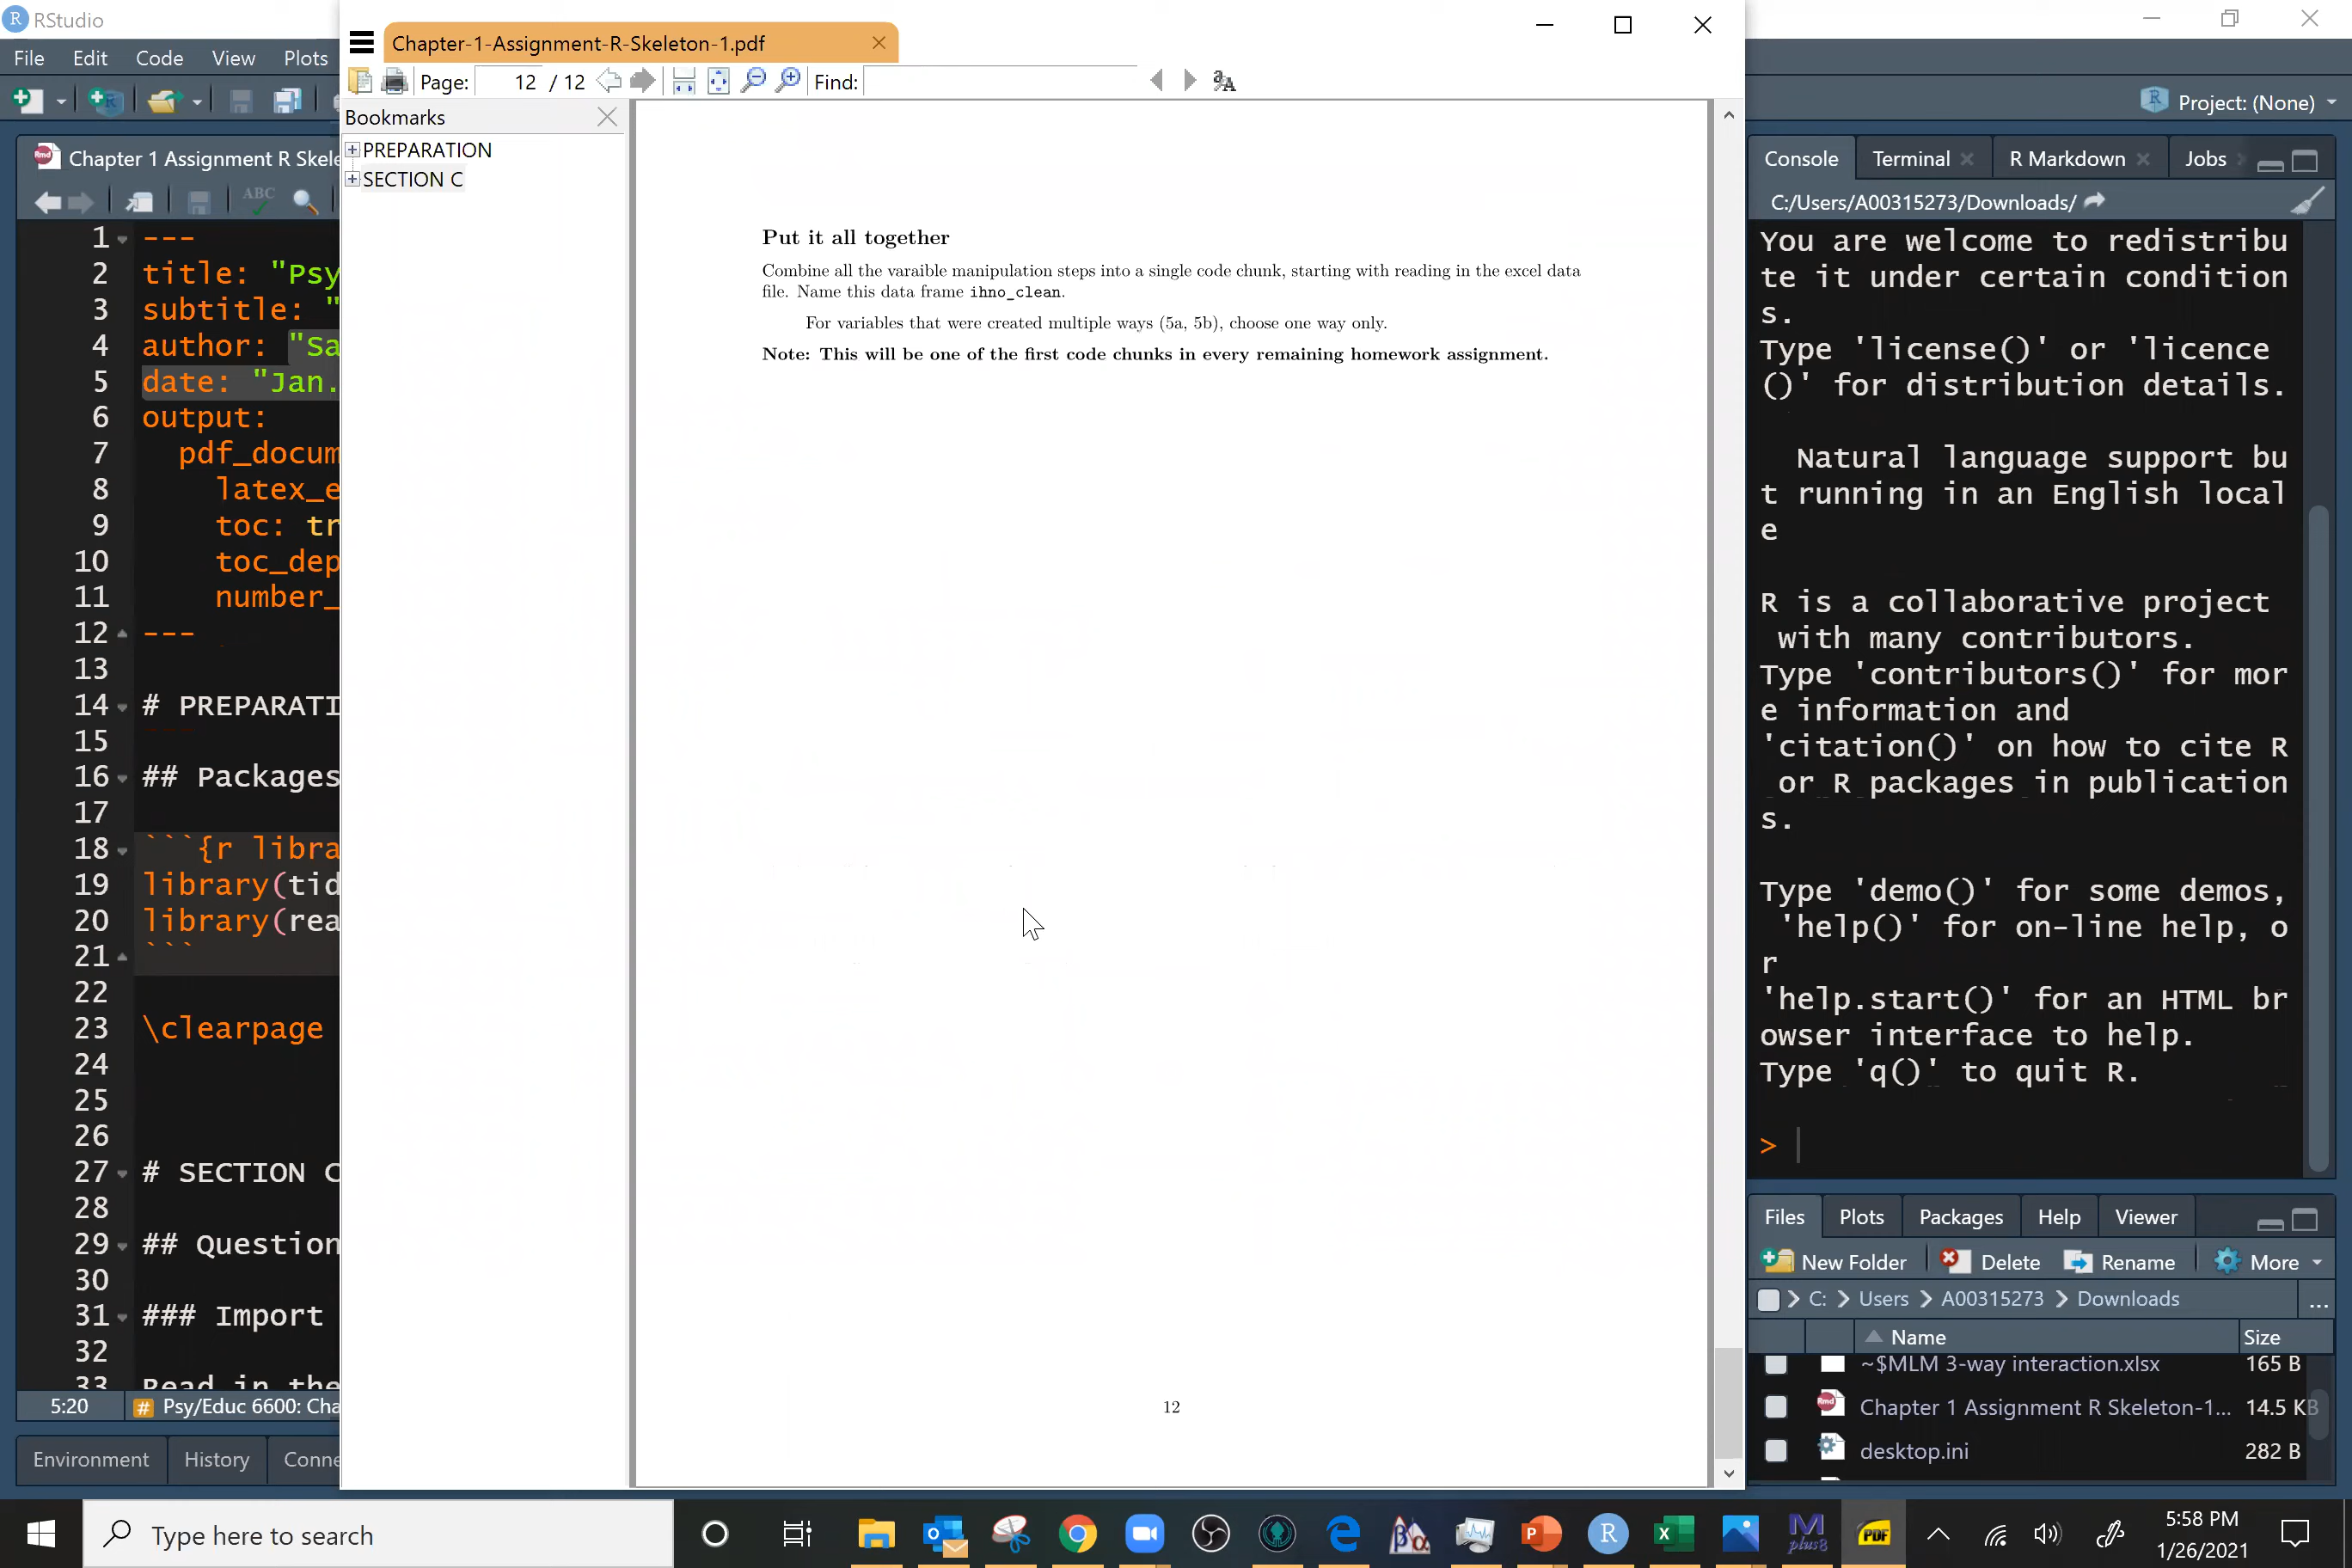 RStudio
File Edit Code View Plots
Project: (None)
Chapter 1 Assignment R Skele
ABC
1 ---
2 title: "Psy
3 subtitle: "
4 author: "Sa
5 date: "Jan.
6 output:
7 pdf_docum
8 latex_e
9 toc: tr
10 toc_dep
11 number_
12 ---
13
14 # PREPARATI
15
16 ## Packages
17
18 ```{r libra
19 library(tid
20 library(rea
21 ```
22
23 \clearpage
24
25
26
27 # SECTION C
28
29 ## Question
30
31 ### Import
32
33 Read in the
5:20 # Psy/Educ 6600: Cha
Environment History Conne
Chapter-1-Assignment-R-Skeleton-1.pdf
Page: 12 / 12 Find:
Bookmarks
PREPARATION
SECTION C
Put it all together
Combine all the varaible manipulation steps into a single code chunk, starting with reading in the excel data
file. Name this data frame ihno_clean.
For variables that were created multiple ways (5a, 5b), choose one way only.
Note: This will be one of the first code chunks in every remaining homework assignment.
12
Console Terminal R Markdown Jobs
C:/Users/A00315273/Downloads/
You are welcome to redistribu
te it under certain condition
s.
Type 'license()' or 'licence
()' for distribution details.
Natural language support bu
t running in an English local
e
R is a collaborative project
with many contributors.
Type 'contributors()' for mor
e information and
'citation()' on how to cite R
or R packages in publication
s.
Type 'demo()' for some demos,
'help()' for on-line help, o
r
'help.start()' for an HTML br
owser interface to help.
Type 'q()' to quit R.
>
Files Plots Packages Help Viewer
New Folder Delete Rename More
C: Users A00315273 Downloads ...
Name Size
~$MLM 3-way interaction.xlsx 165 B
Chapter 1 Assignment R Skeleton-1... 14.5 KB
desktop.ini 282 B
Type here to search
5:58 PM
1/26/2021